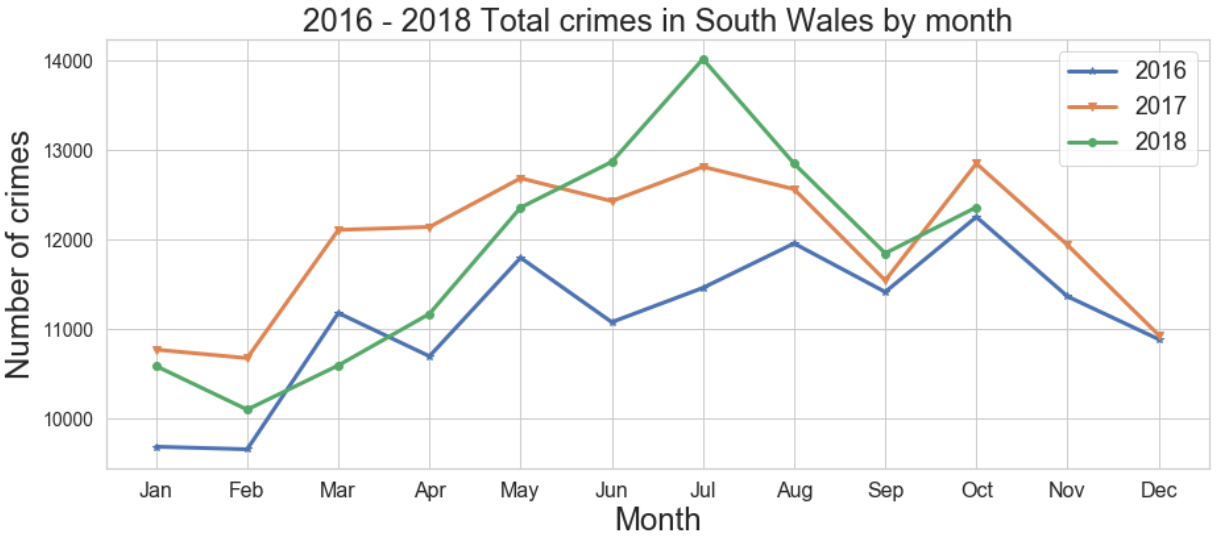 2016 - 2018 Total crimes in South Wales by month
14000
13000
12000
11000
10000
Number of crimes
2016
2017
2018
Jan Feb Mar Apr May Jun Jul Aug Sep Oct Nov Dec
Month